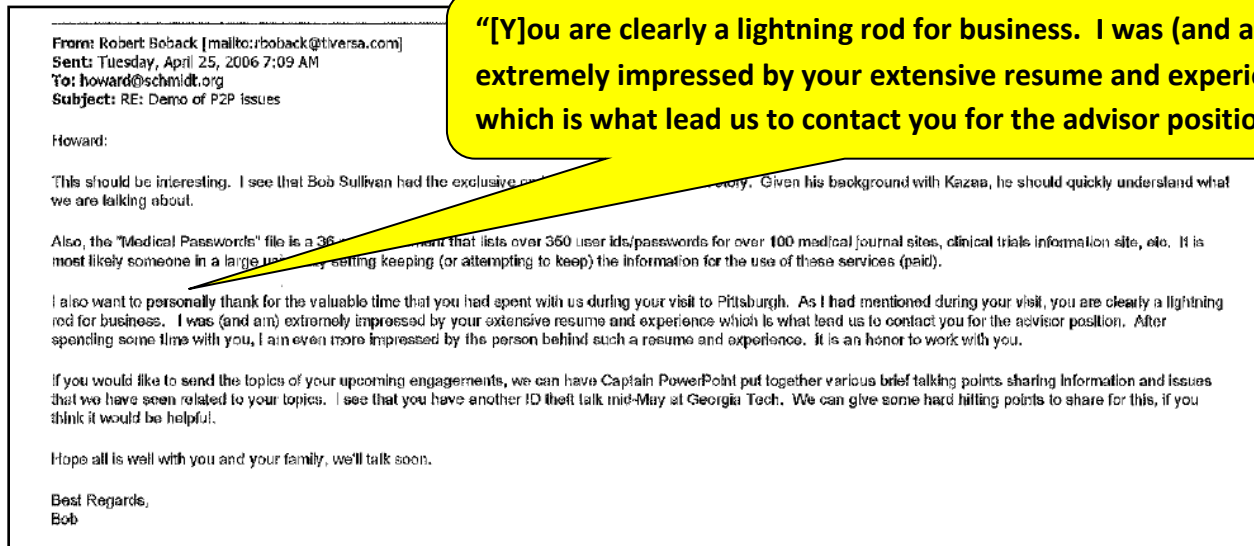 “[Y]ou are clearly a lightning rod for business. I was (and a
extremely impressed by your extensive resume and experie
which is what lead us to contact you for the advisor positio
From: Robert Boback [mailto:rboback@tiversa.com]
Sent: Tuesday, April 25, 2006 7:09 AM
To: howard@schmidt.org
Subject: RE: Demo of P2P issues
Howard:
This should be interesting. I see that Bob Sullivan had the exclusive Given his background with Kazaa, he should quickly understand what
we are talking about.
Also, the "Medical Passwords" file is a 36 that lists over 350 user ids/passwords for over 100 medical journal sites, clinical trials information site, etc. It is
most likely someone in a large setting keeping (or attempting to keep) the information for the use of these services (paid).
I also want to personally thank for the valuable time that you had spent with us during your visit to Pittsburgh. As I had mentioned during your visit, you are clearly a lightning
rod for business. I was (and am) extremely impressed by your extensive resume and experience which is what lead us to contact you for the advisor position. After
spending some time with you, I am even more impressed by the person behind such a resume and experience. It is an honor to work with you.
If you would like to send the topics of your upcoming engagements, we can have Captain PowerPoint put together various brief talking points sharing information and issues
that we have seen related to your topics. I see that you have another ID theft talk mid-May at Georgia Tech. We can give some hard hitting points to share for this, if you
think it would be helpful.
Hope all is well with you and your family, we'll talk soon.
Best Regards,
Bob